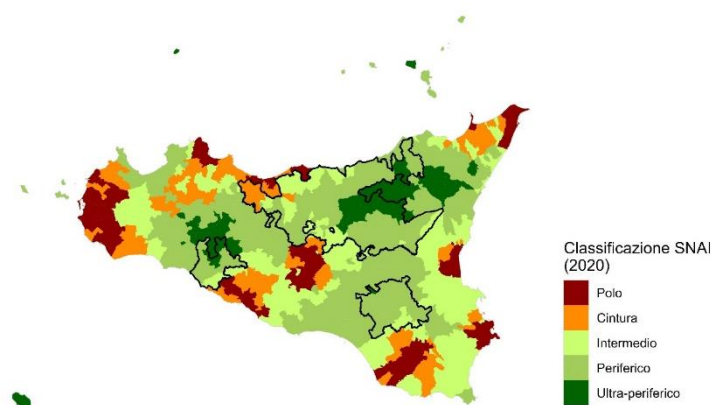 Classificazione SNAI
(2020)
Polo
Cintura
Intermedio
Periferico
Ultra-periferico